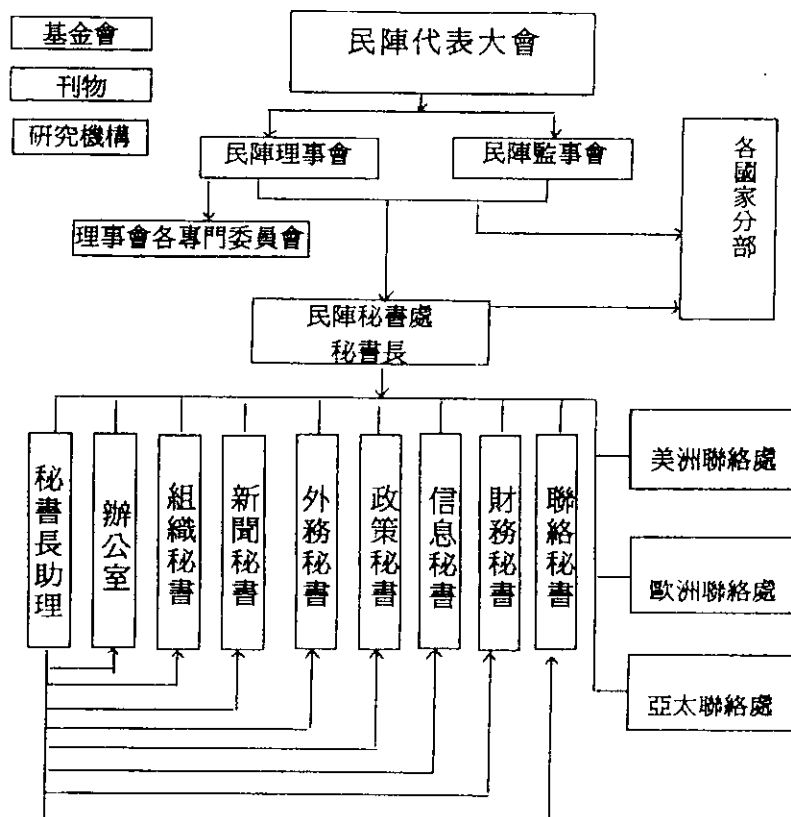 基金會
刊物
研究機構
民陣代表大會
民陣理事會
民陣監事會
各國家分部
理事會各專門委員會
民陣秘書處
秘書長
秘書長助理
辦公室
組織秘書
新聞秘書
外務秘書
政策秘書
信息秘書
財務秘書
聯絡秘書
美洲聯絡處
歐洲聯絡處
亞太聯絡處